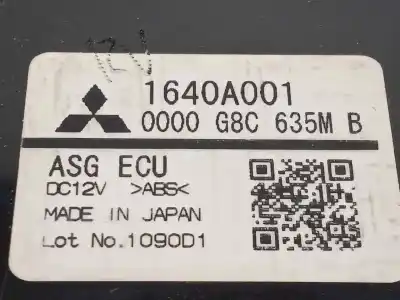 1640A001
0000 G8C 635M B
ASG ECU
DC12V >ABS<
MADE IN JAPAN
Lot No.1090D1